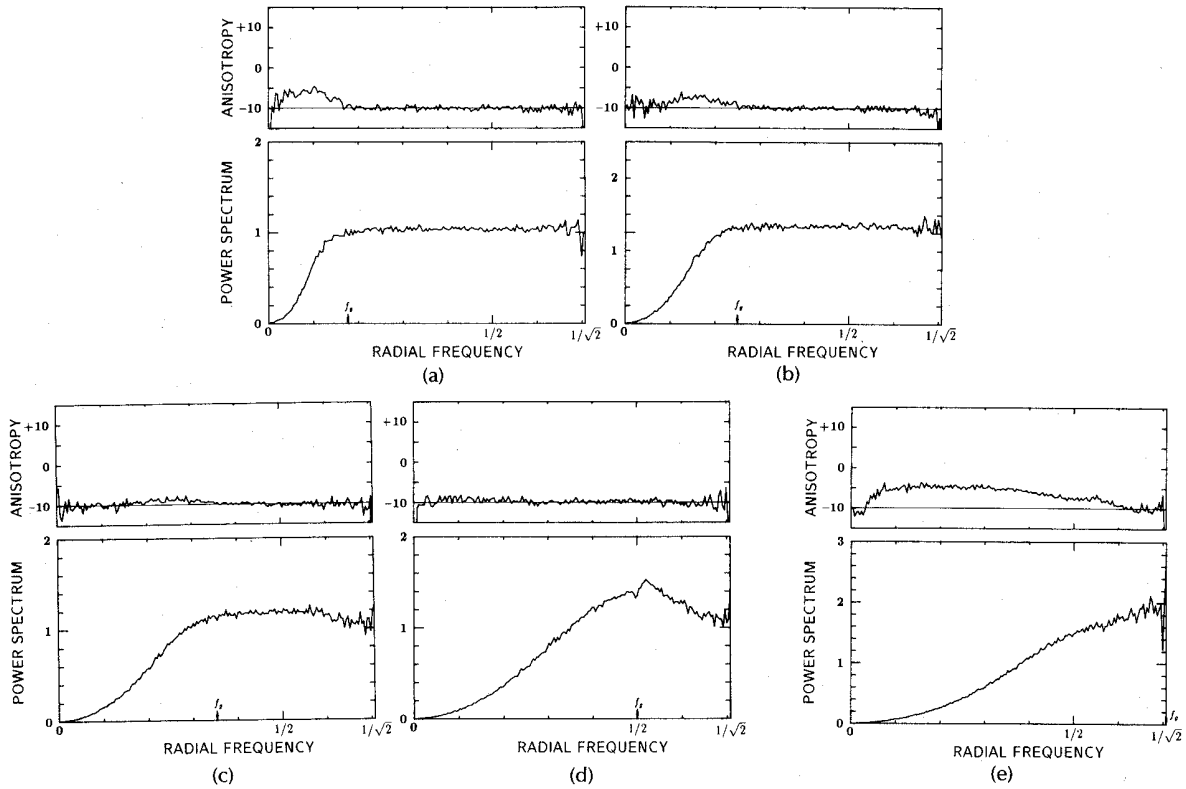 ANISOTROPY
+10
0
-10
POWER SPECTRUM
2
1
0
f_g
0
1/2
1/√2
RADIAL FREQUENCY
(a)
+10
0
-10
2
1
0
f_g
0
1/2
1/√2
RADIAL FREQUENCY
(b)
ANISOTROPY
+10
0
-10
POWER SPECTRUM
2
1
0
f_g
0
1/2
1/√2
RADIAL FREQUENCY
(c)
+10
0
-10
2
1
0
f_g
0
1/2
1/√2
RADIAL FREQUENCY
(d)
ANISOTROPY
+10
0
-10
POWER SPECTRUM
3
2
1
0
f_g
0
1/2
1/√2
RADIAL FREQUENCY
(e)